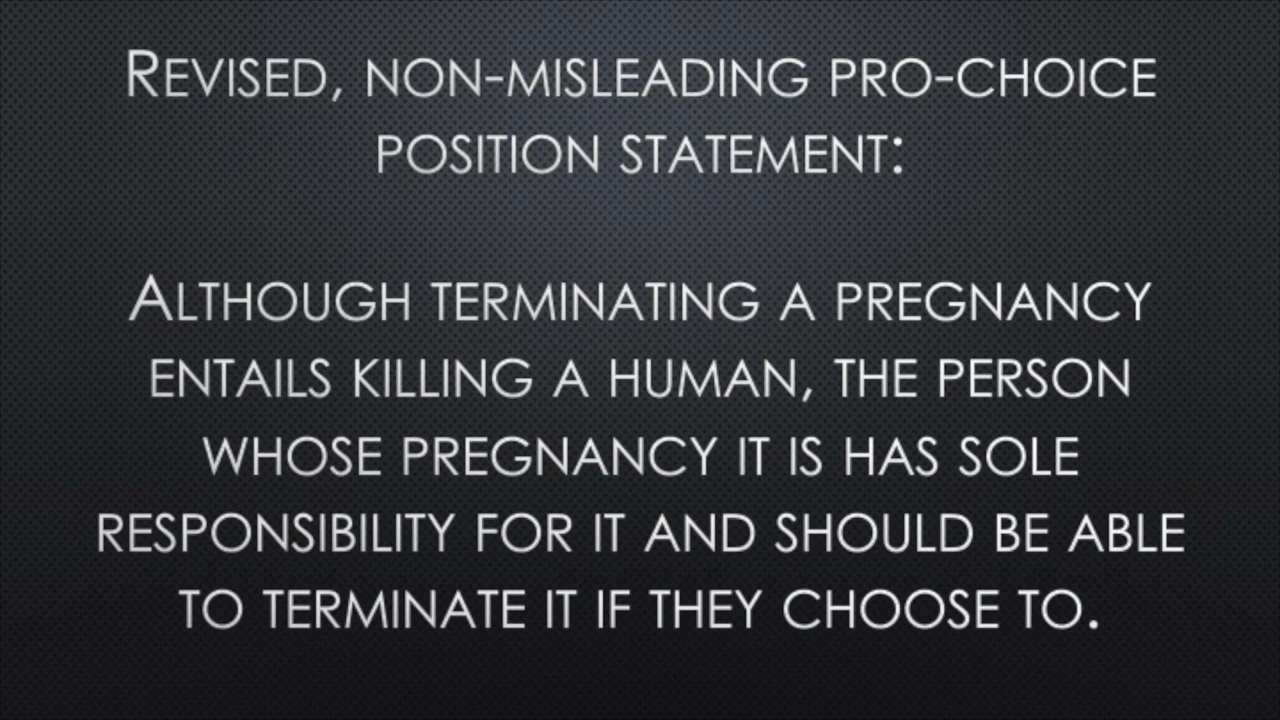 Revised, non-misleading pro-choice
position statement:
Although terminating a pregnancy
entails killing a human, the person
whose pregnancy it is has sole
responsibility for it and should be able
to terminate it if they choose to.